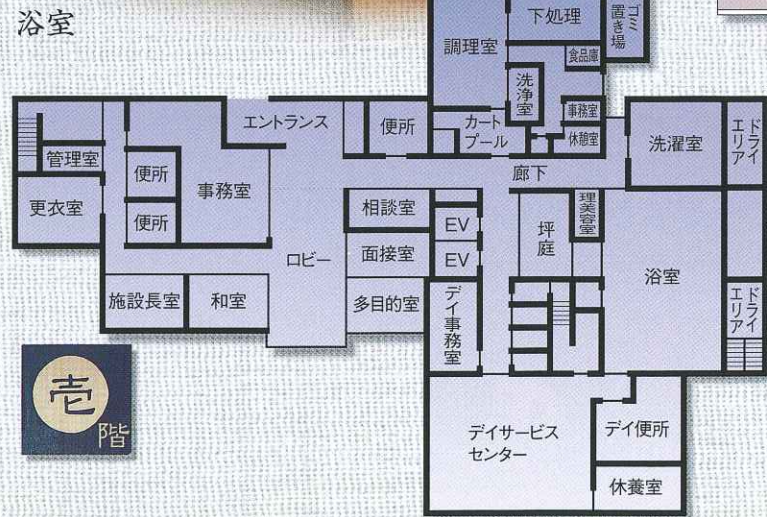 浴室
下処理
ゴミ
置き場
調理室
食品庫
洗浄室
エントランス
便所
カート
プール
事務室
休憩室
洗濯室
ドライ
エリア
管理室
便所
事務室
廊下
更衣室
便所
相談室
EV
坪庭
理美容室
ロビー
面接室
EV
浴室
施設長室
和室
多目的室
デイ事務室
ドライ
エリア
壱
階
デイサービス
センター
デイ便所
休養室